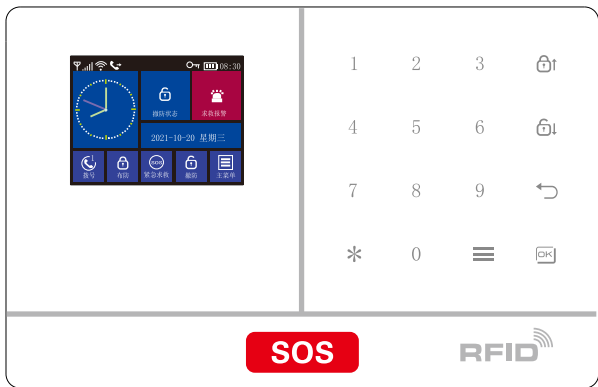 08:30
撤防状态
求救报警
2021-10-20 星期三
拨号
布防
SOS
紧急求救
撤防
主菜单
1 2 3
4 5 6
7 8 9
* 0
OK
SOS
RFID